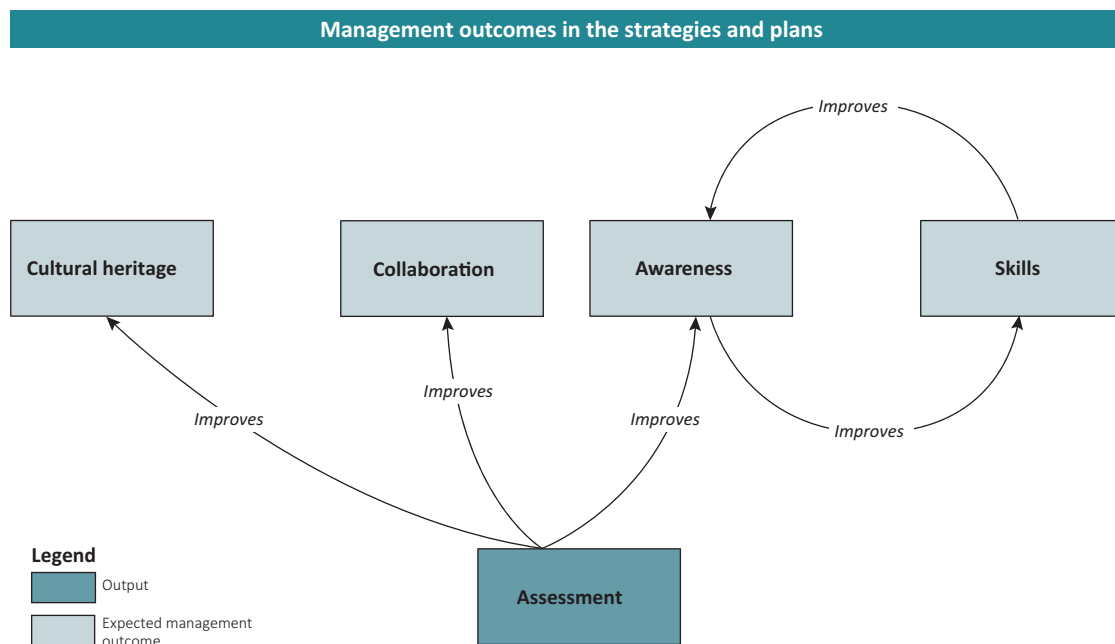 Management outcomes in the strategies and plans
Improves
Cultural heritage
Collaboration
Awareness
Skills
Improves
Improves
Improves
Improves
Legend
Output
Assessment
Expected management
outcome